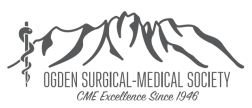 OGDEN SURGICAL-MEDICAL SOCIETY
CME Excellence Since 1946